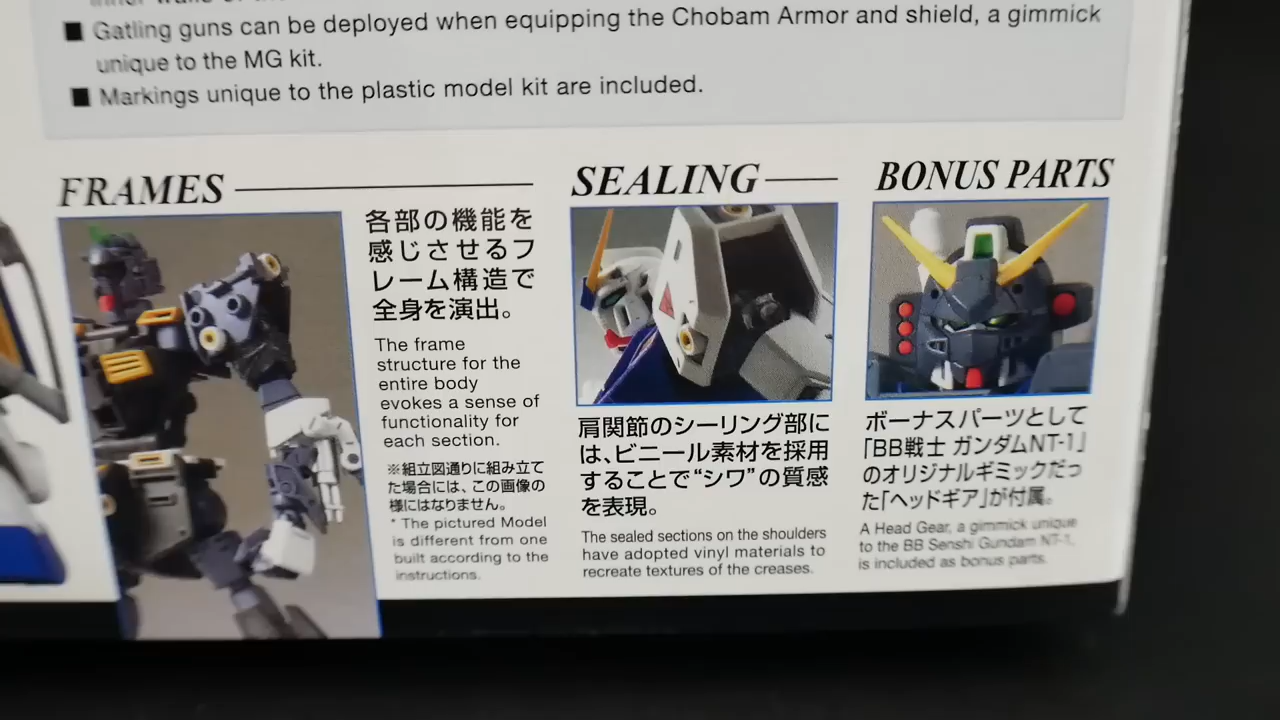 ■ Gatling guns can be deployed when equipping the Chobam Armor and shield, a gimmick
unique to the MG kit.
■ Markings unique to the plastic model kit are included.
FRAMES
各部の機能を
感じさせるフ
レーム構造で
全身を演出。
The frame
structure for the
entire body
evokes a sense of
functionality for
each section.
※組立図通りに組み立て
た場合には、この画像の
様にはなりません。
* The pictured Model
is different from one
built according to the
instructions.
SEALING
肩関節のシーリング部に
は、ビニール素材を採用
することで“シワ”の質感
を表現。
The sealed sections on the shoulders
have adopted vinyl materials to
recreate textures of the creases.
BONUS PARTS
ボーナスパーツとして
「BB戦士 ガンダムNT-1」
のオリジナルギミックだっ
た「ヘッドギア」が付属。
A Head Gear, a gimmick unique
to the BB Senshi Gundam NT-1,
is included as bonus parts.